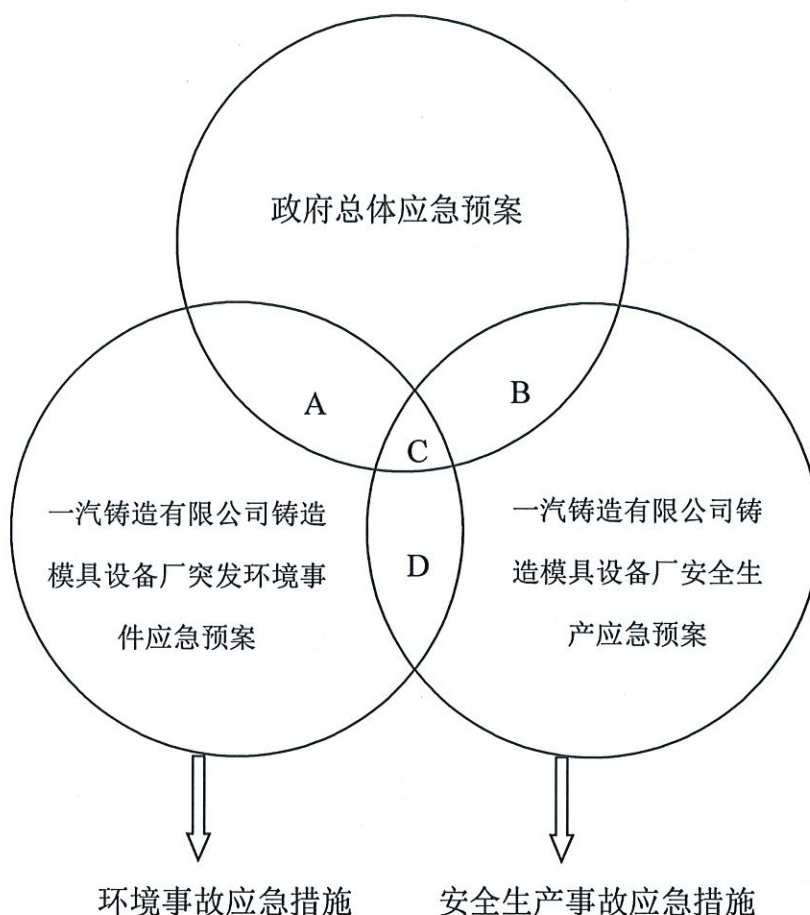 政府总体应急预案
A
B
C
一汽铸造有限公司铸造
模具设备厂突发环境事
件应急预案
D
一汽铸造有限公司铸
造模具设备厂安全生
产应急预案
环境事故应急措施
安全生产事故应急措施